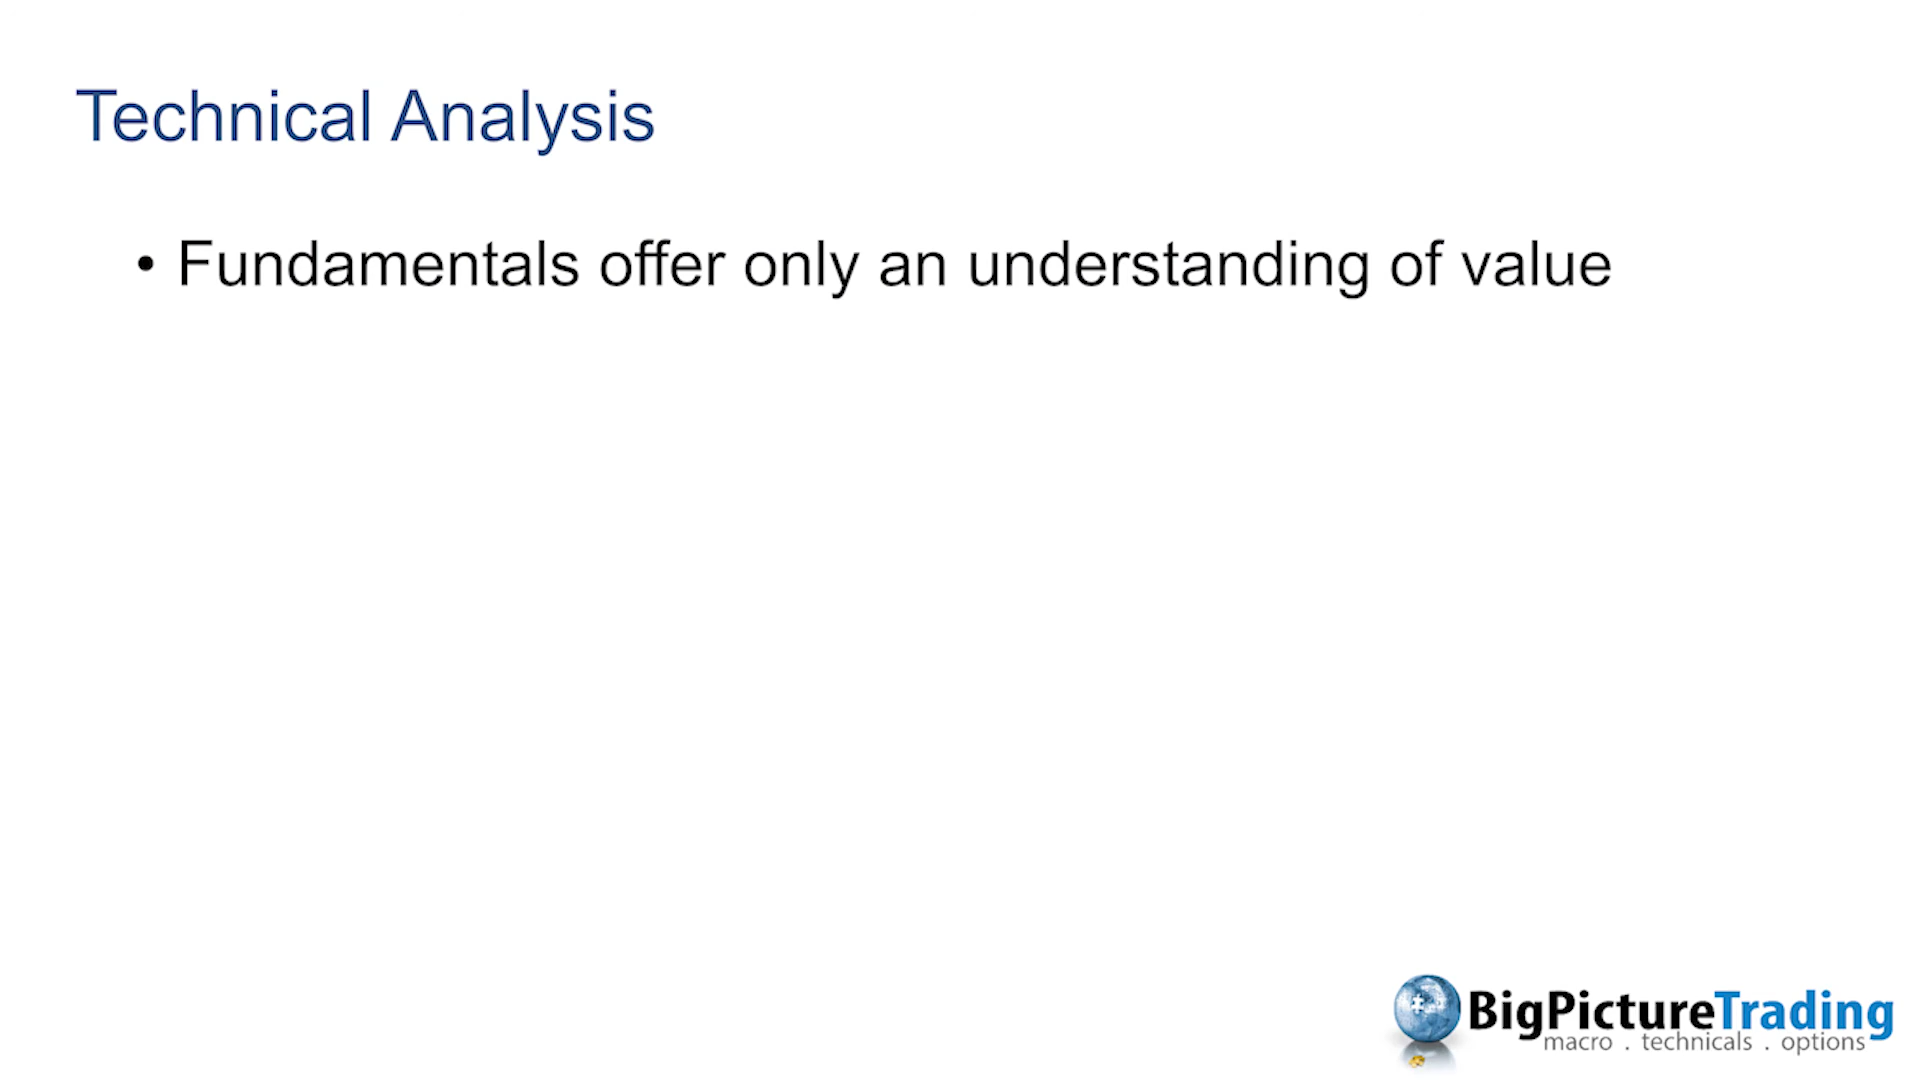 Technical Analysis
• Fundamentals offer only an understanding of value
BigPictureTrading
macro . technicals . options